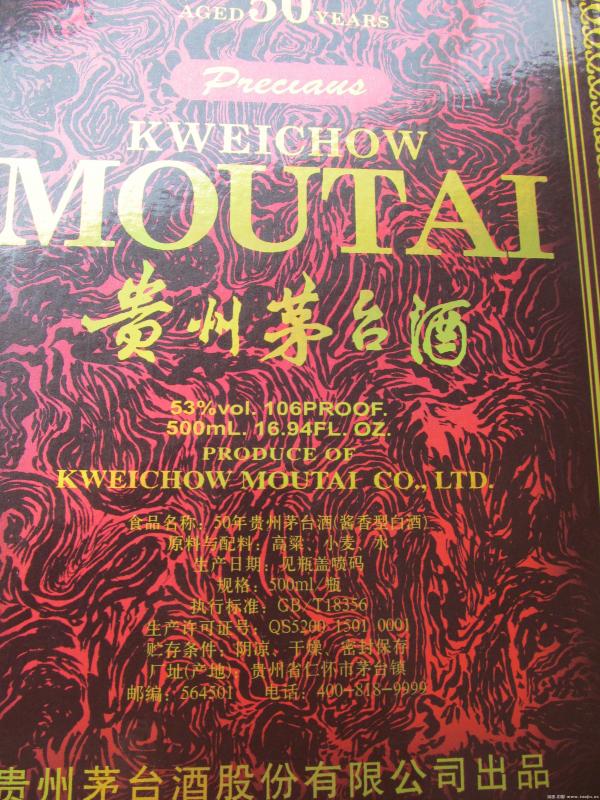 AGED 50 YEARS
Precious
KWEICHOW
MOUTAI
贵州茅台酒
53%vol. 106PROOF.
500mL. 16.94FL. OZ.
PRODUCE OF
KWEICHOW MOUTAI CO., LTD.
食品名称：50年贵州茅台酒(酱香型白酒)
原料与配料：高粱、小麦、水
生产日期：见瓶盖喷码
规格：500ml/瓶
执行标准：GB/T18356
生产许可证号：QS5200 1501 0001
贮存条件：阴凉、干燥、密封保存
厂址(产地)：贵州省仁怀市茅台镇
邮编：564501 电话：400-818-9999
贵州茅台酒股份有限公司出品